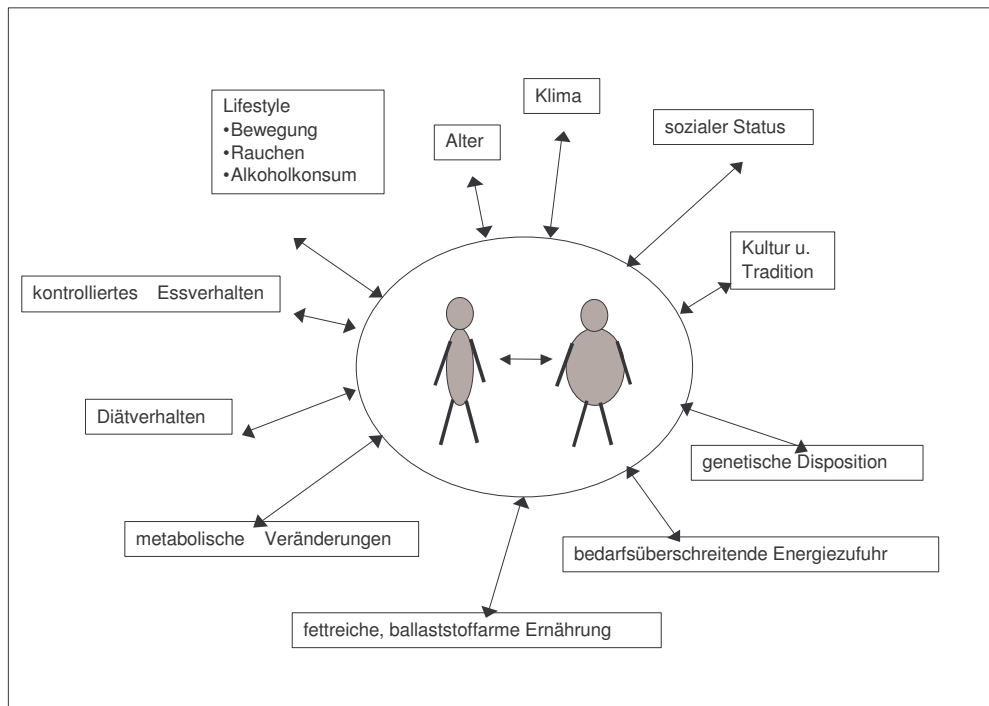 Lifestyle
•Bewegung
•Rauchen
•Alkoholkonsum
Alter
Klima
sozialer Status
Kultur u.
Tradition
kontrolliertes Essverhalten
Diätverhalten
genetische Disposition
metabolische Veränderungen
bedarfsüberschreitende Energiezufuhr
fettreiche, ballaststoffarme Ernährung